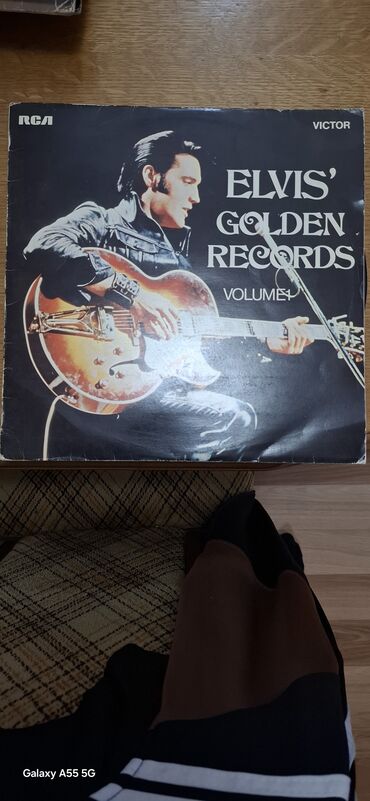 RCA
VICTOR
ELVIS'
GOLDEN
RECORDS
VOLUME 1
Galaxy A55 5G